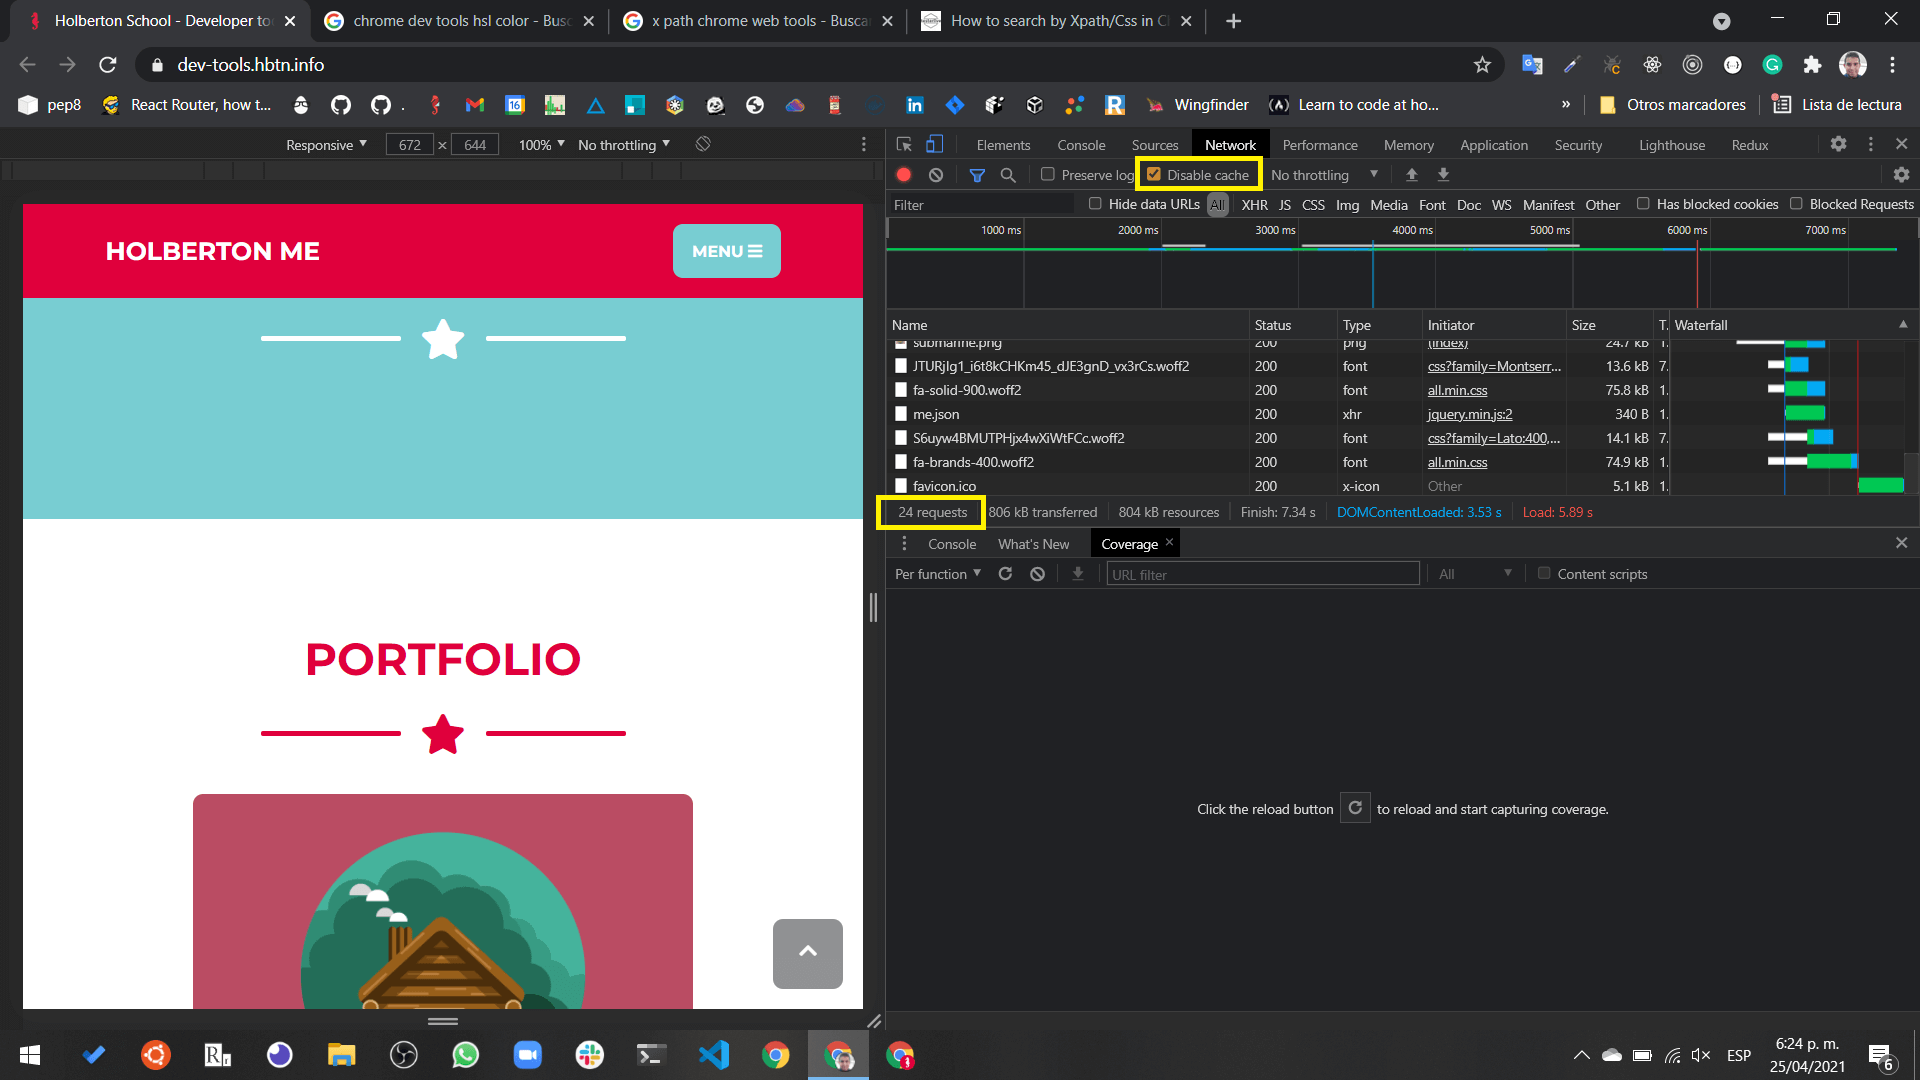 Holberton School - Developer to
chrome dev tools hsl color - Bus
x path chrome web tools - Busca
How to search by Xpath/Css in C
dev-tools.hbtn.info
pep8
React Router, how t...
.
16
Wingfinder
Learn to code at ho...
»
Otros marcadores
Lista de lectura
Responsive
672 × 644
100%
No throttling
Elements
Console
Sources
Network
Performance
Memory
Application
Security
Lighthouse
Redux
Preserve log
Disable cache
No throttling
Filter
Hide data URLs
All
XHR
JS
CSS
Img
Media
Font
Doc
WS
Manifest
Other
Has blocked cookies
Blocked Requests
1000 ms
2000 ms
3000 ms
4000 ms
5000 ms
6000 ms
7000 ms
Name Status Type Initiator Size T. Waterfall
submarine.png 200 png (index) 24.7 kB 1.
JTURjIg1_i6t8kCHKm45_dJE3gnD_vx3rCs.woff2 200 font css?family=Montserr... 13.6 kB 7.
fa-solid-900.woff2 200 font all.min.css 75.8 kB 1.
me.json 200 xhr jquery.min.js:2 340 B 1.
S6uyw4BMUTPHjx4wXiWtFCc.woff2 200 font css?family=Lato:400,... 14.1 kB 7.
fa-brands-400.woff2 200 font all.min.css 74.9 kB 1.
favicon.ico 200 x-icon Other 5.1 kB 1.
24 requests
806 kB transferred
804 kB resources
Finish: 7.34 s
DOMContentLoaded: 3.53 s
Load: 5.89 s
Console
What's New
Coverage
Per function
URL filter
All
Content scripts
Click the reload button to reload and start capturing coverage.
HOLBERTON ME
MENU
PORTFOLIO
ESP
6:24 p. m.
25/04/2021
6